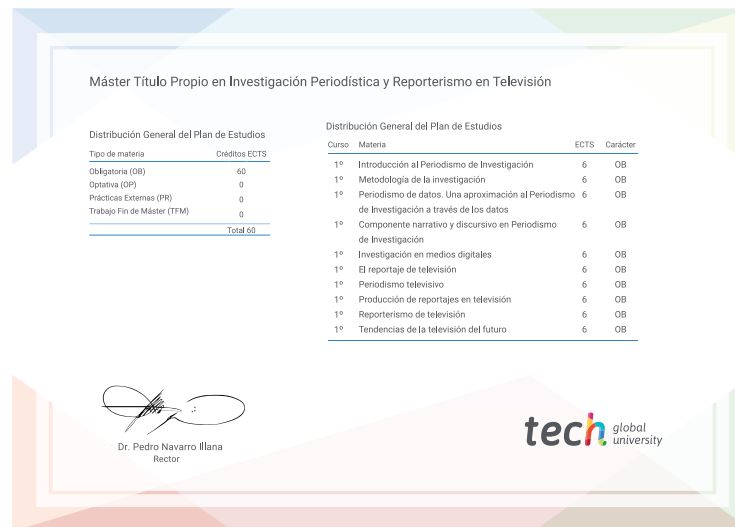 Máster Título Propio en Investigación Periodística y Reporterismo en Televisión
Distribución General del Plan de Estudios
Tipo de materia Créditos ECTS
Obligatoria (OB) 60
Optativa (OP) 0
Prácticas Externas (PR) 0
Trabajo Fin de Máster (TFM) 0
Total 60
Distribución General del Plan de Estudios
Curso Materia ECTS Carácter
1º Introducción al Periodismo de Investigación 6 OB
1º Metodología de la investigación 6 OB
1º Periodismo de datos. Una aproximación al Periodismo 6 OB
de Investigación a través de los datos
1º Componente narrativo y discursivo en Periodismo 6 OB
de Investigación
1º Investigación en medios digitales 6 OB
1º El reportaje de televisión 6 OB
1º Periodismo televisivo 6 OB
1º Producción de reportajes en televisión 6 OB
1º Reporterismo de televisión 6 OB
1º Tendencias de la televisión del futuro 6 OB
Dr. Pedro Navarro Illana
Rector
tech global
university